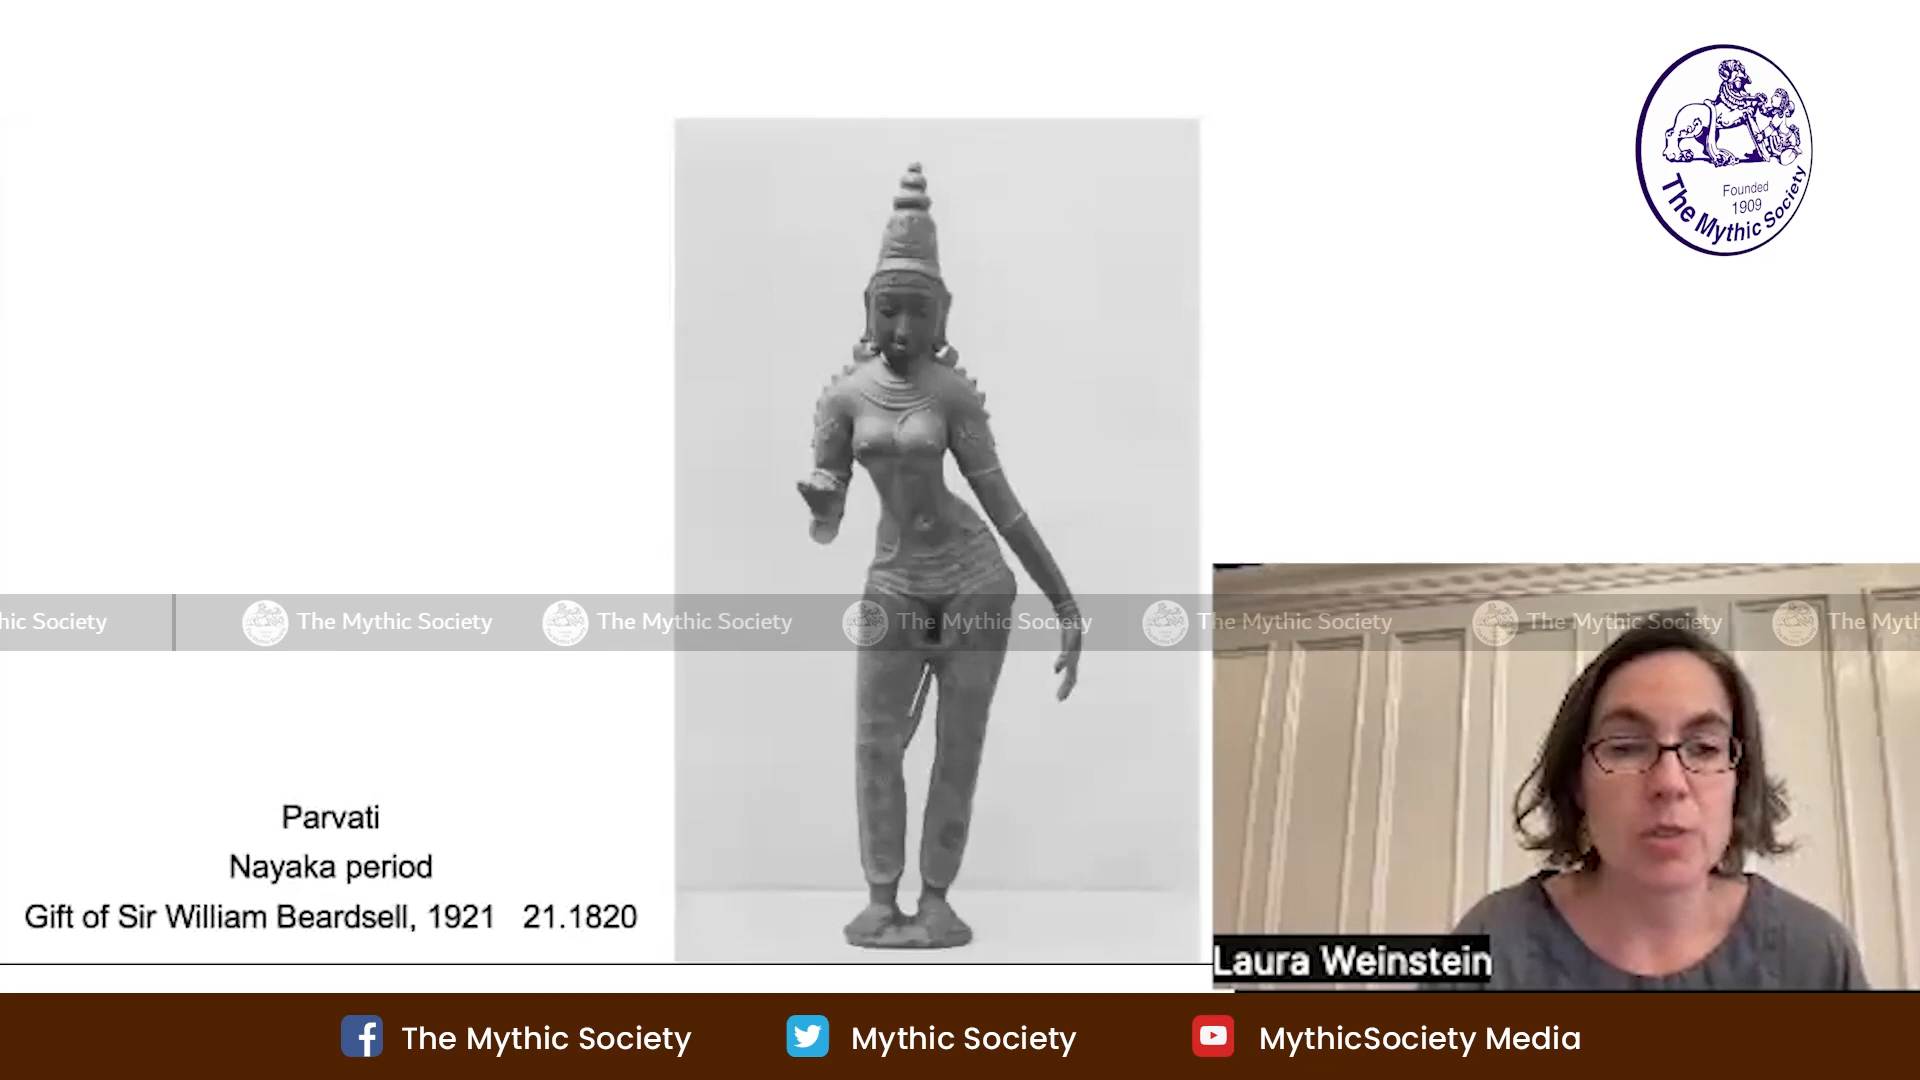 The Mythic Society
Founded
1909
hic Society
The Mythic Society
The Mythic Society
The Mythic Society
The Mythic Society
The Mythic Society
The Myth
Parvati
Nayaka period
Gift of Sir William Beardsell, 1921 21.1820
Laura Weinstein
The Mythic Society
Mythic Society
MythicSociety Media